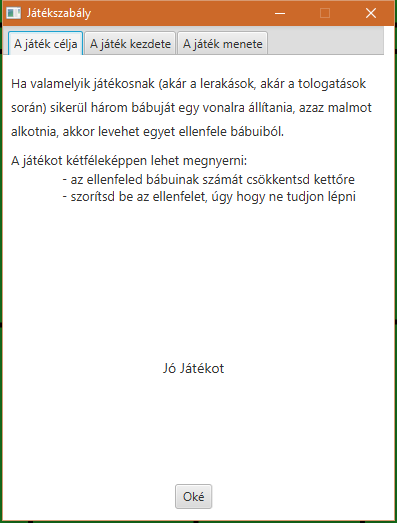 Játékszabály
A játék célja
A játék kezdete
A játék menete
Ha valamelyik játékosnak (akár a lerakások, akár a tologatások
során) sikerül három bábuját egy vonalra állítania, azaz malmot
alkotnia, akkor levehet egyet ellenfele bábuiból.
A játékot kétféleképpen lehet megnyerni:
- az ellenfeled bábuinak számát csökkentsd kettőre
- szorítsd be az ellenfelet, úgy hogy ne tudjon lépni
Jó Játékot
Oké